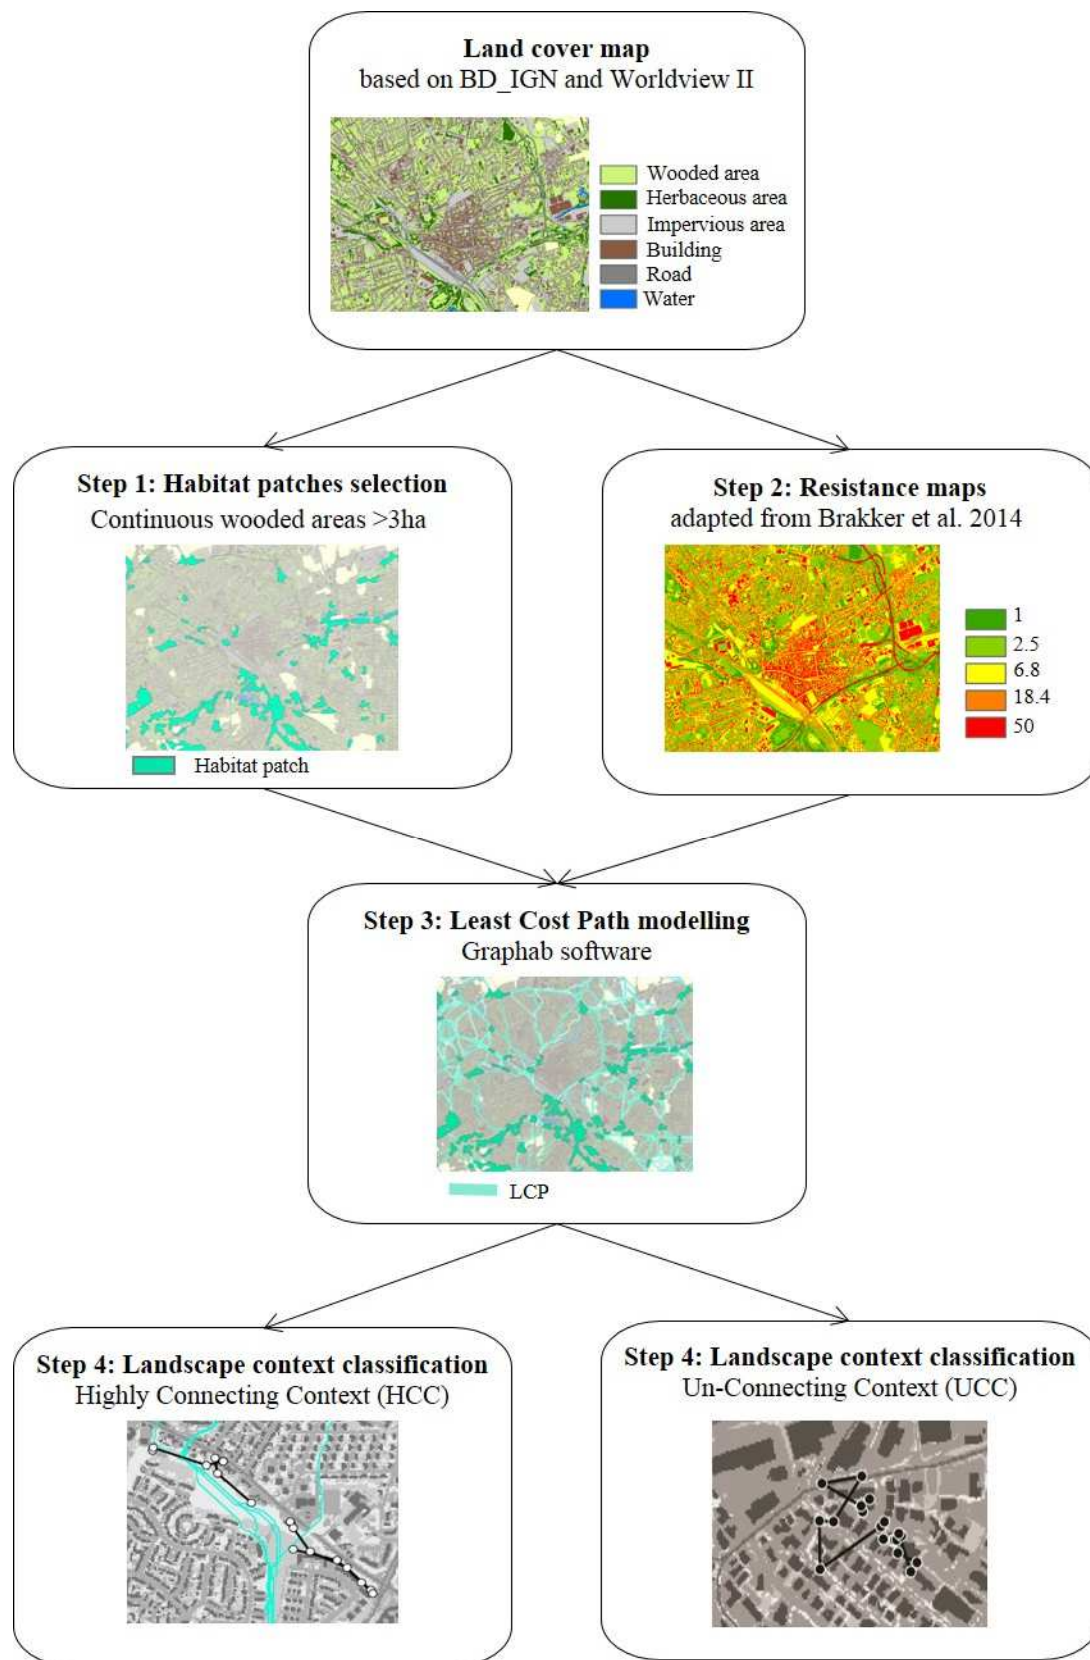 Land cover map
based on BD_IGN and Worldview II
Wooded area
Herbaceous area
Impervious area
Building
Road
Water
Step 1: Habitat patches selection
Continuous wooded areas >3ha
Habitat patch
Step 2: Resistance maps
adapted from Brakker et al. 2014
1
2.5
6.8
18.4
50
Step 3: Least Cost Path modelling
Graphab software
LCP
Step 4: Landscape context classification
Highly Connecting Context (HCC)
Step 4: Landscape context classification
Un-Connecting Context (UCC)